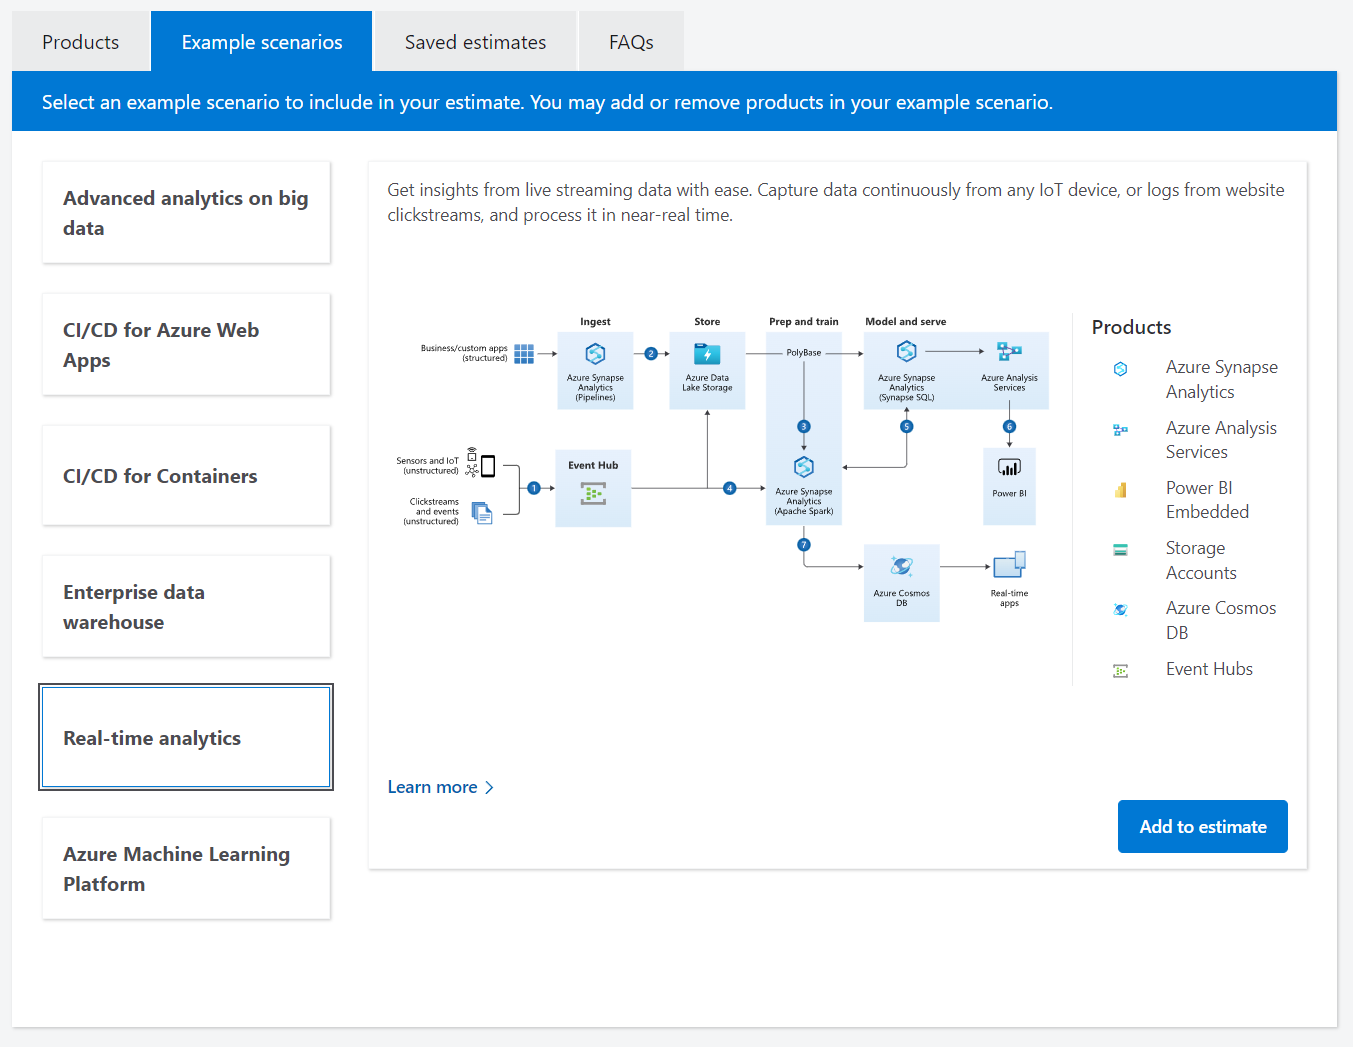 Products
Example scenarios
Saved estimates
FAQs
Select an example scenario to include in your estimate. You may add or remove products in your example scenario.
Advanced analytics on big
data
CI/CD for Azure Web
Apps
CI/CD for Containers
Enterprise data
warehouse
Real-time analytics
Azure Machine Learning
Platform
Get insights from live streaming data with ease. Capture data continuously from any IoT device, or logs from website
clickstreams, and process it in near-real time.
Ingest
Store
Prep and train
Model and serve
Business/custom apps
(structured)
Azure Synapse
Analytics
(Pipelines)
2
Azure Data
Lake Storage
PolyBase
Azure Synapse
Analytics
(Synapse SQL)
Azure Analysis
Services
3
5
6
Sensors and IoT
(unstructured)
Clickstreams
and events
(unstructured)
1
Event Hub
4
Azure Synapse
Analytics
(Apache Spark)
Power BI
7
Azure Cosmos
DB
Real-time
apps
Products
Azure Synapse
Analytics
Azure Analysis
Services
Power BI
Embedded
Storage
Accounts
Azure Cosmos
DB
Event Hubs
Learn more
Add to estimate